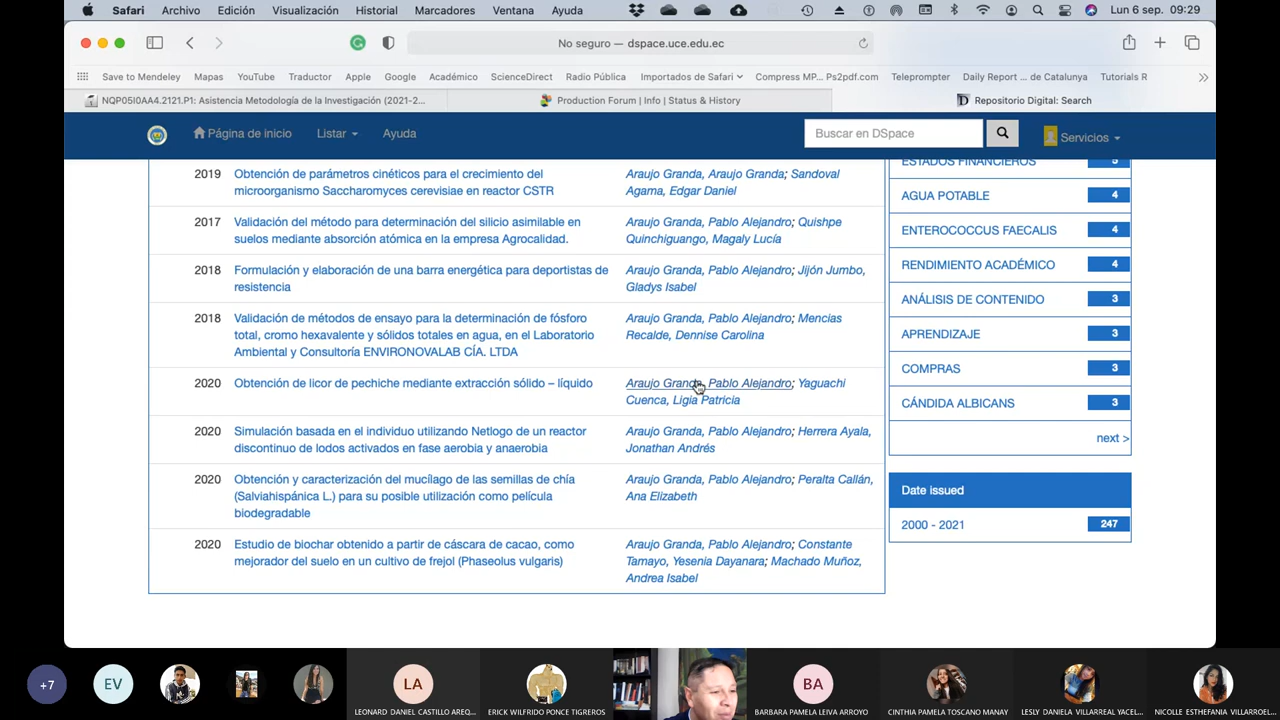 Safari Archivo Edición Visualización Historial Marcadores Ventana Ayuda Lun 6 sep. 09:29
No seguro — dspace.uce.edu.ec
Save to Mendeley Mapas YouTube Traductor Apple Google Académico ScienceDirect Radio Pública Importados de Safari Compress MP... Ps2pdf.com Teleprompter Daily Report ... de Catalunya Tutorials R
NQP05I0AA4.2121.P1: Asistencia Metodología de la Investigación (2021-2... Production Forum | Info | Status & History Repositorio Digital: Search
Página de inicio Listar Ayuda Buscar en DSpace Servicios
2019 Obtención de parámetros cinéticos para el crecimiento del Araujo Granda, Araujo Granda; Sandoval
microorganismo Saccharomyces cerevisiae en reactor CSTR Agama, Edgar Daniel
2017 Validación del método para determinación del silicio asimilable en Araujo Granda, Pablo Alejandro; Quishpe
suelos mediante absorción atómica en la empresa Agrocalidad. Quinchiguango, Magaly Lucía
2018 Formulación y elaboración de una barra energética para deportistas de Araujo Granda, Pablo Alejandro; Jijón Jumbo,
resistencia Gladys Isabel
2018 Validación de métodos de ensayo para la determinación de fósforo Araujo Granda, Pablo Alejandro; Mencias
total, cromo hexavalente y sólidos totales en agua, en el Laboratorio Recalde, Dennise Carolina
Ambiental y Consultoría ENVIRONOVALAB CÍA. LTDA
2020 Obtención de licor de pechiche mediante extracción sólido – líquido Araujo Granda, Pablo Alejandro; Yaguachi
Cuenca, Ligia Patricia
2020 Simulación basada en el individuo utilizando Netlogo de un reactor Araujo Granda, Pablo Alejandro; Herrera Ayala,
discontinuo de lodos activados en fase aerobia y anaerobia Jonathan Andrés
2020 Obtención y caracterización del mucílago de las semillas de chía Araujo Granda, Pablo Alejandro; Peralta Callán,
(Salviahispánica L.) para su posible utilización como película Ana Elizabeth
biodegradable
2020 Estudio de biochar obtenido a partir de cáscara de cacao, como Araujo Granda, Pablo Alejandro; Constante
mejorador del suelo en un cultivo de frejol (Phaseolus vulgaris) Tamayo, Yesenia Dayanara; Machado Muñoz,
Andrea Isabel
ESTADOS FINANCIEROS 5
AGUA POTABLE 4
ENTEROCOCCUS FAECALIS 4
RENDIMIENTO ACADÉMICO 4
ANÁLISIS DE CONTENIDO 3
APRENDIZAJE 3
COMPRAS 3
CÁNDIDA ALBICANS 3
next >
Date issued
2000 - 2021 247
+7 EV LA BA
LEONARD DANIEL CASTILLO AREQ... ERICK WILFRIDO PONCE TIGREROS BARBARA PAMELA LEIVA ARROYO CINTHIA PAMELA TOSCANO MANAY LESLY DANIELA VILLARREAL YACEL... NICOLLE ESTHEFANIA VILLARROEL...